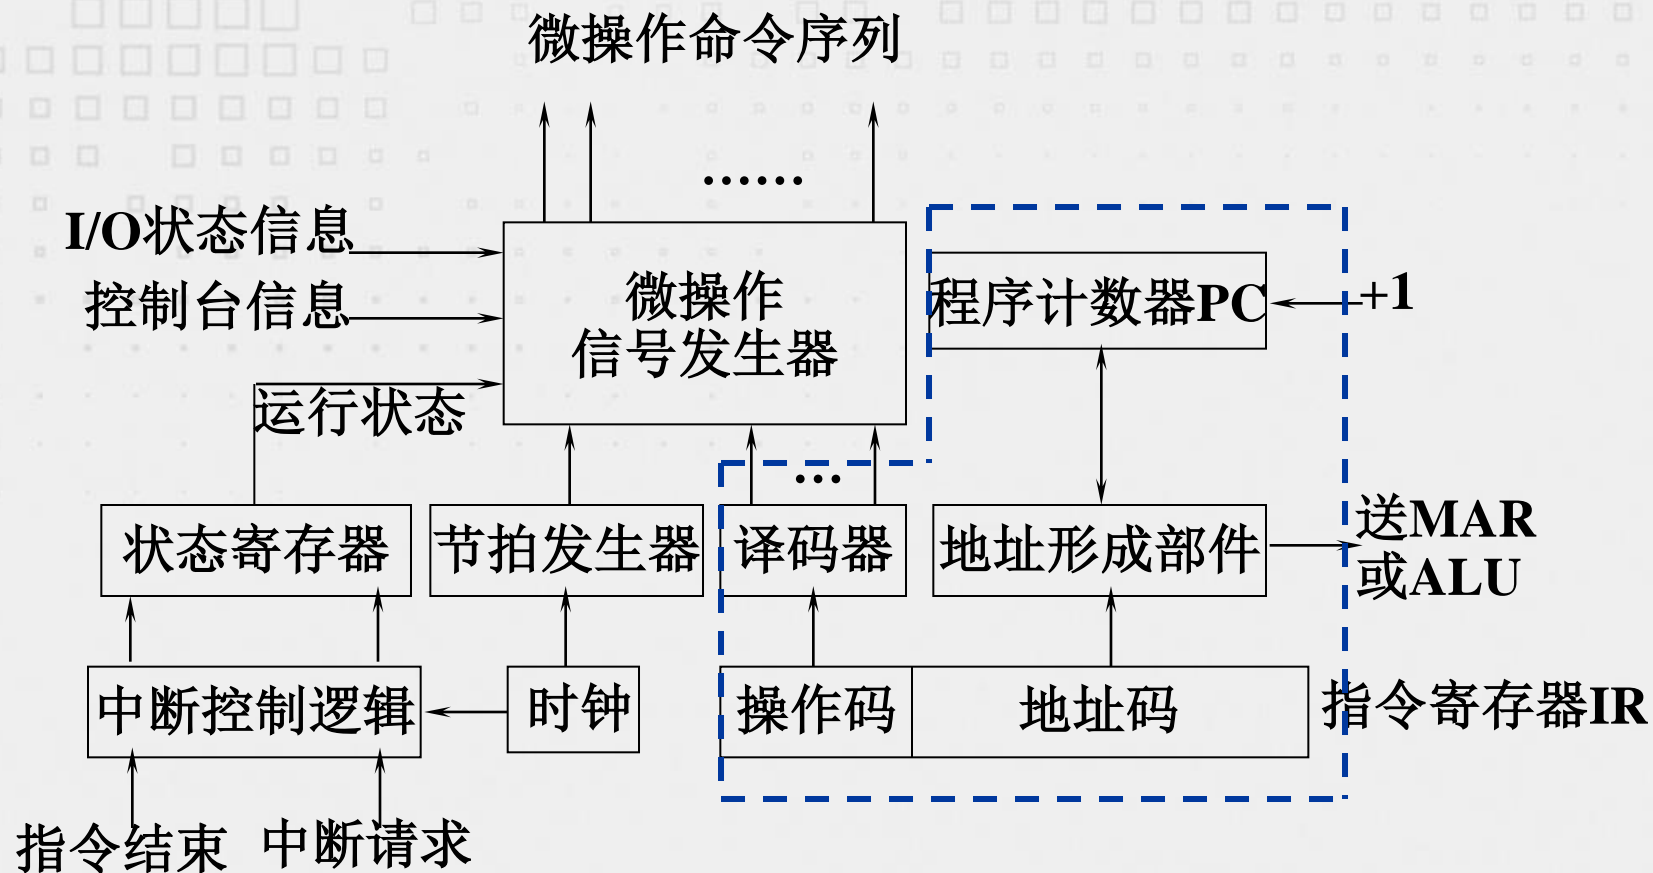 微操作命令序列
……
I/O状态信息
控制台信息
运行状态
微操作
信号发生器
程序计数器PC
+1
…
状态寄存器
节拍发生器
译码器
地址形成部件
送MAR
或ALU
中断控制逻辑
时钟
操作码
地址码
指令寄存器IR
指令结束
中断请求